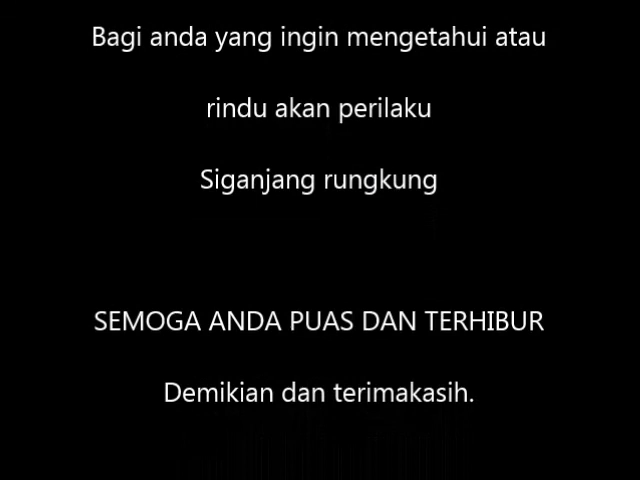 Bagi anda yang ingin mengetahui atau
rindu akan perilaku
Siganjang rungkung
SEMOGA ANDA PUAS DAN TERHIBUR
Demikian dan terimakasih.